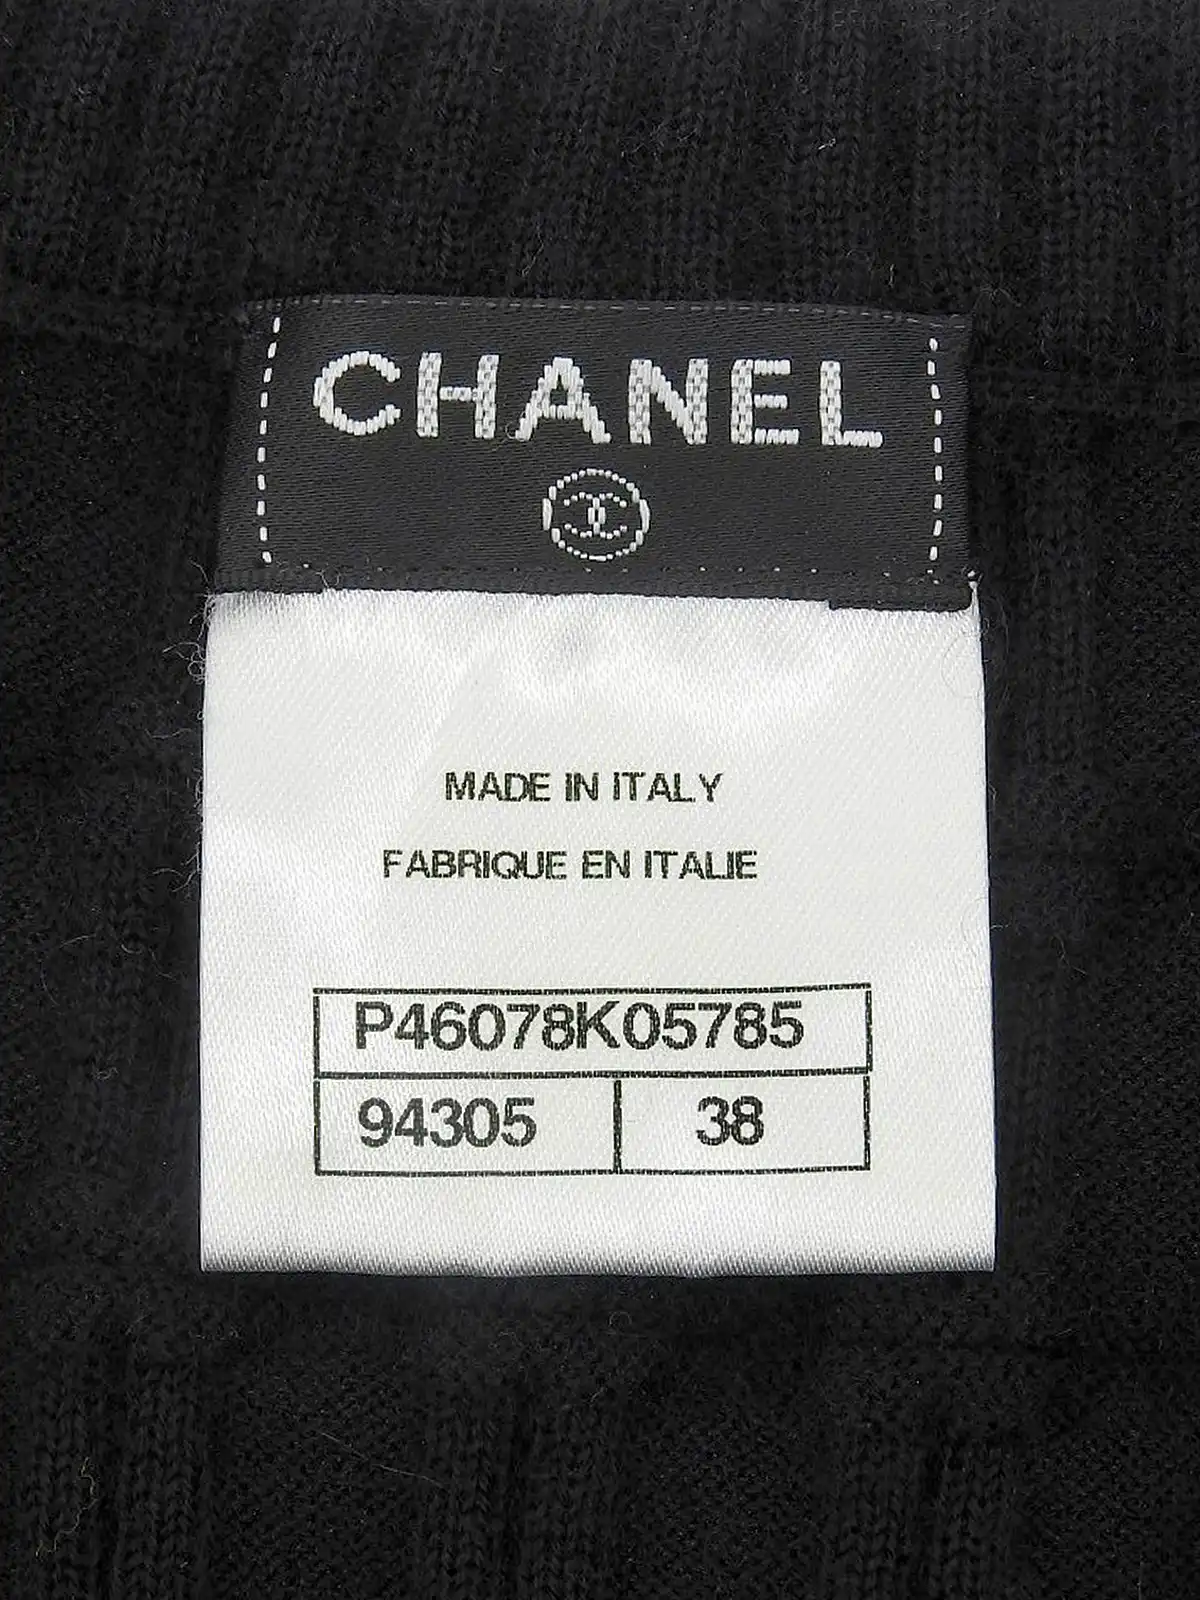 CHANEL
MADE IN ITALY
FABRIQUE EN ITALIE
P46078K05785
94305 38